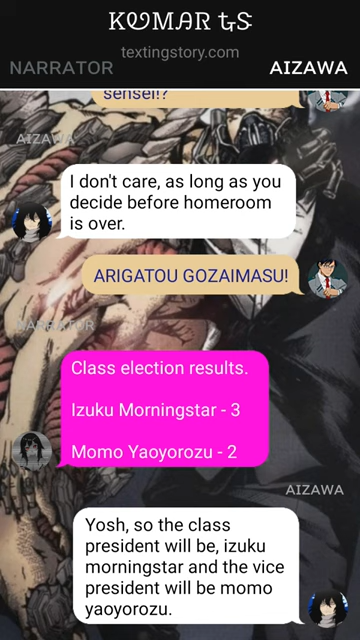 KUMAR GS
textingstory.com
NARRATOR AIZAWA
sensei!?
AIZAWA
I don't care, as long as you
decide before homeroom
is over.
ARIGATOU GOZAIMASU!
NARRATOR
Class election results.
Izuku Morningstar - 3
Momo Yaoyorozu - 2
AIZAWA
Yosh, so the class
president will be, izuku
morningstar and the vice
president will be momo
yaoyorozu.